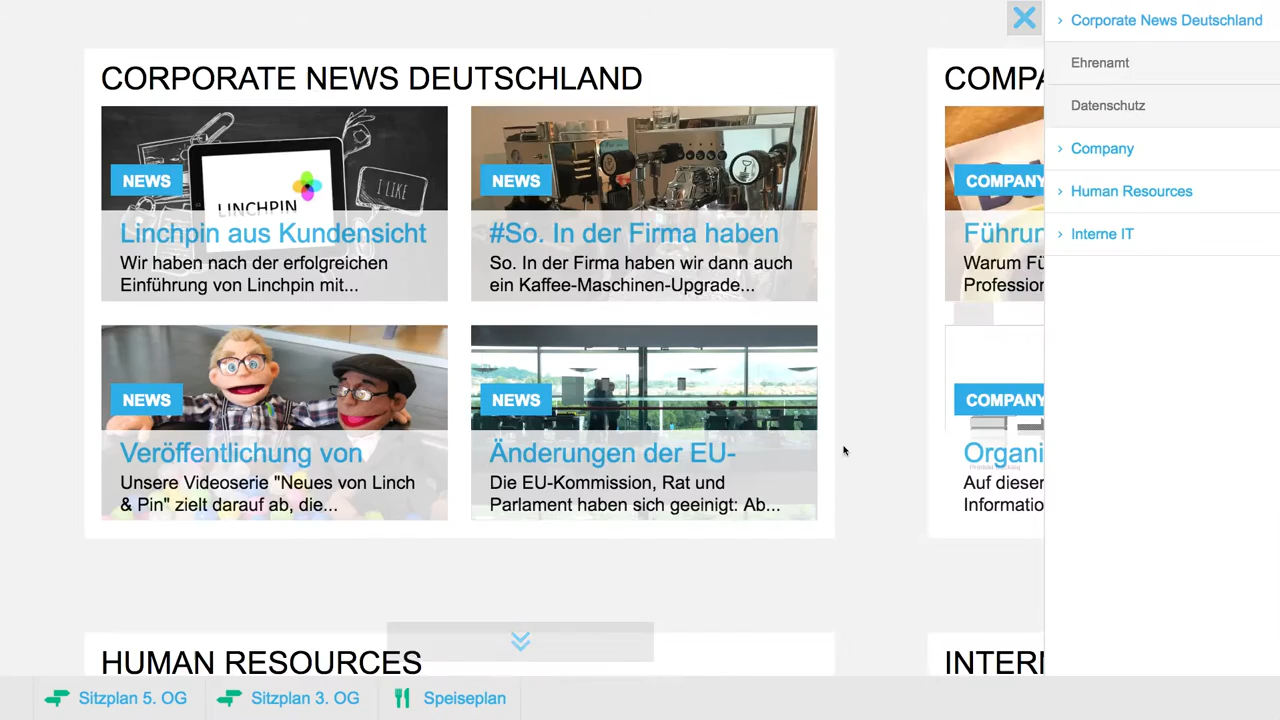 CORPORATE NEWS DEUTSCHLAND
I LIKE
LINCHPIN
NEWS
Linchpin aus Kundensicht
Wir haben nach der erfolgreichen
Einführung von Linchpin mit...
NEWS
#So. In der Firma haben
So. In der Firma haben wir dann auch
ein Kaffee-Maschinen-Upgrade...
NEWS
Veröffentlichung von
Unsere Videoserie "Neues von Linch
& Pin" zielt darauf ab, die...
NEWS
Änderungen der EU-
Die EU-Kommission, Rat und
Parlament haben sich geeinigt: Ab...
COMPA
COMPANY
Führun
Warum Fü
Profession
COMPANY
Organi
Auf dieser
Informatio
Corporate News Deutschland
Ehrenamt
Datenschutz
Company
Human Resources
Interne IT
HUMAN RESOURCES
INTERN
Sitzplan 5. OG
Sitzplan 3. OG
Speiseplan